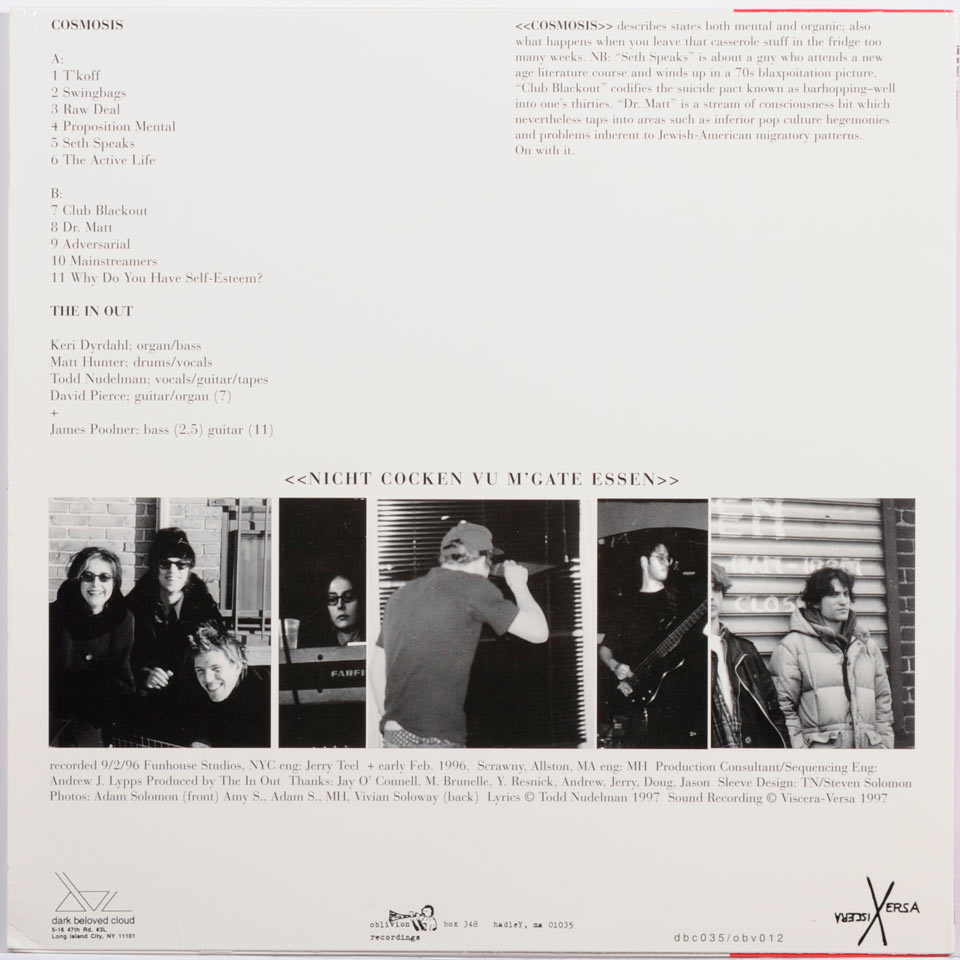 COSMOSIS
A:
1 T'koff
2 Swingbags
3 Raw Deal
4 Proposition Mental
5 Seth Speaks
6 The Active Life
B:
7 Club Blackout
8 Dr. Matt
9 Adversarial
10 Mainstreamers
11 Why Do You Have Self-Esteem?
THE IN OUT
Keri Dyrdahl; organ/bass
Matt Hunter; drums/vocals
Todd Nudelman; vocals/guitar/tapes
David Pierce; guitar/organ (7)
+
James Poolner; bass (2,5) guitar (11)
<<COSMOSIS>> describes states both mental and organic; also
what happens when you leave that casserole stuff in the fridge too
many weeks. NB: “Seth Speaks” is about a guy who attends a new
age literature course and winds up in a 70s blaxpoitation picture.
“Club Blackout” codifies the suicide pact known as barhopping–well
into one's thirties. “Dr. Matt” is a stream of consciousness bit which
nevertheless taps into areas such as inferior pop culture hegemonies
and problems inherent to Jewish-American migratory patterns.
On with it.
<<NICHT COCKEN VU M'GATE ESSEN>>
FARFI
CLOS
recorded 9/2/96 Funhouse Studios, NYC eng: Jerry Teel + early Feb. 1996, Scrawny, Allston, MA eng: MH Production Consultant/Sequencing Eng:
Andrew J. Lypps Produced by The In Out Thanks: Jay O' Connell, M. Brunelle, Y. Resnick, Andrew, Jerry, Doug, Jason Sleeve Design: TN/Steven Solomon
Photos: Adam Solomon (front) Amy S., Adam S., MH, Vivian Soloway (back) Lyrics © Todd Nudelman 1997 Sound Recording © Viscera-Versa 1997
dark beloved cloud
5-16 47th Rd. #3L
Long Island City, NY 11101
oblivion box 348 hadleY, ma 01035
recordings
dbc035/obv012
VISCERA VERSA